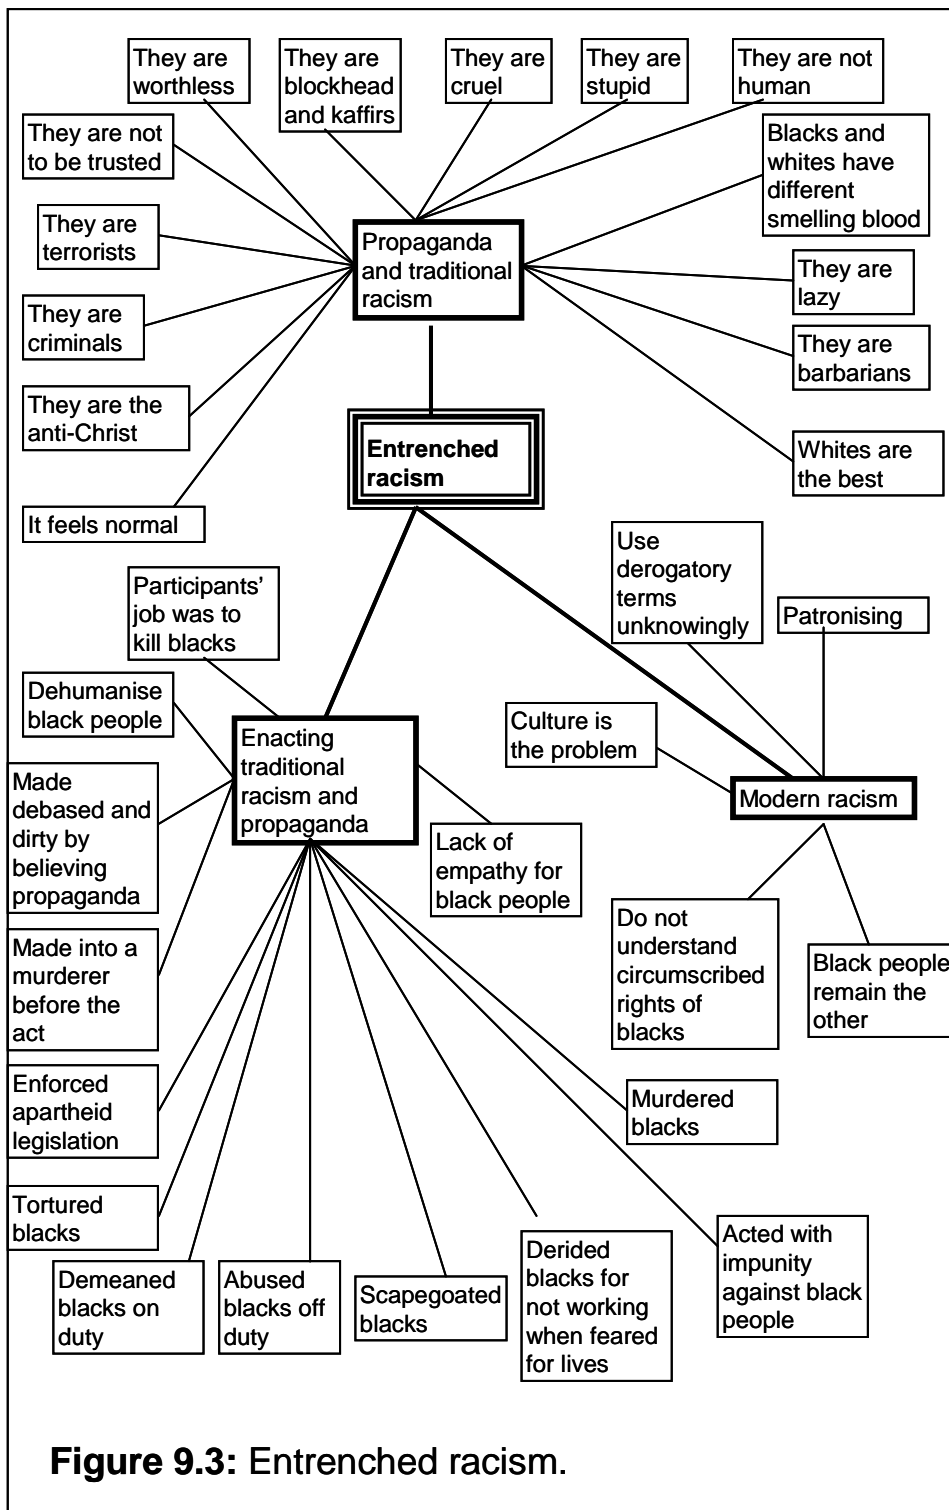 They are
worthless
They are
blockhead
and kaffirs
They are
cruel
They are
stupid
They are not
human
They are not
to be trusted
Blacks and
whites have
different
smelling blood
They are
terrorists
Propaganda
and traditional
racism
They are
lazy
They are
criminals
They are
barbarians
They are the
anti-Christ
Entrenched
racism
Whites are
the best
It feels normal
Use
derogatory
terms
unknowingly
Participants’
job was to
kill blacks
Patronising
Dehumanise
black people
Culture is
the problem
Enacting
traditional
racism and
propaganda
Made
debased and
dirty by
believing
propaganda
Modern racism
Lack of
empathy for
black people
Do not
understand
circumscribed
rights of
blacks
Made into a
murderer
before the
act
Black people
remain the
other
Enforced
apartheid
legislation
Murdered
blacks
Tortured
blacks
Demeaned
blacks on
duty
Abused
blacks off
duty
Scapegoated
blacks
Derided
blacks for
not working
when feared
for lives
Acted with
impunity
against black
people
Figure 9.3: Entrenched racism.